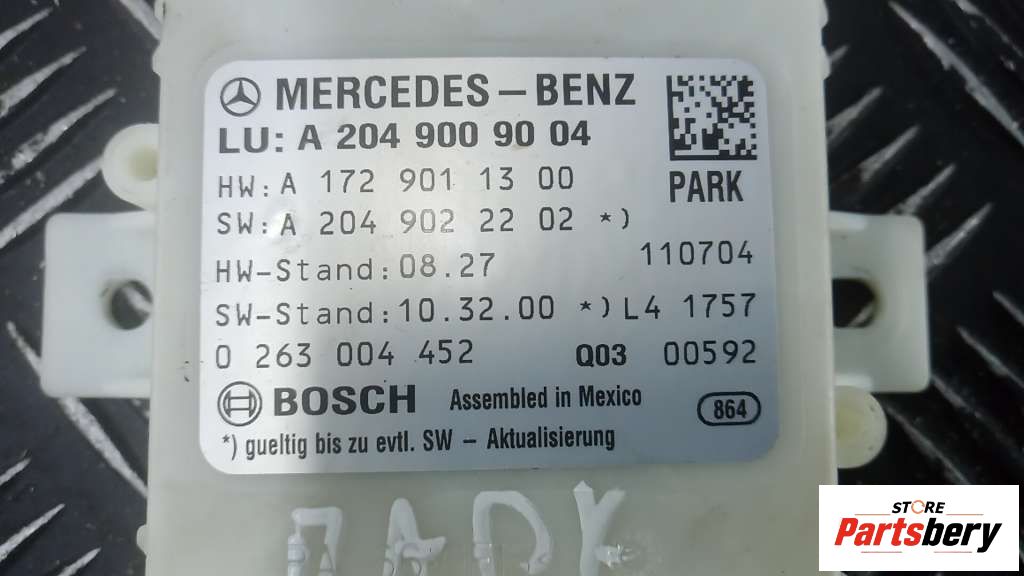 MERCEDES – BENZ
LU: A 204 900 90 04
HW: A 172 901 13 00
PARK
SW: A 204 902 22 02 *)
HW-Stand: 08.27 110704
SW-Stand: 10.32.00 *) L4 1757
0 263 004 452 Q03 00592
BOSCH Assembled in Mexico 864
*) gueltig bis zu evtl. SW – Aktualisierung
ПАРК
STORE
Partsbery